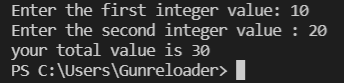 Enter the first integer value: 10
Enter the second integer value : 20
your total value is 30
PS C:\Users\Gunreloader>